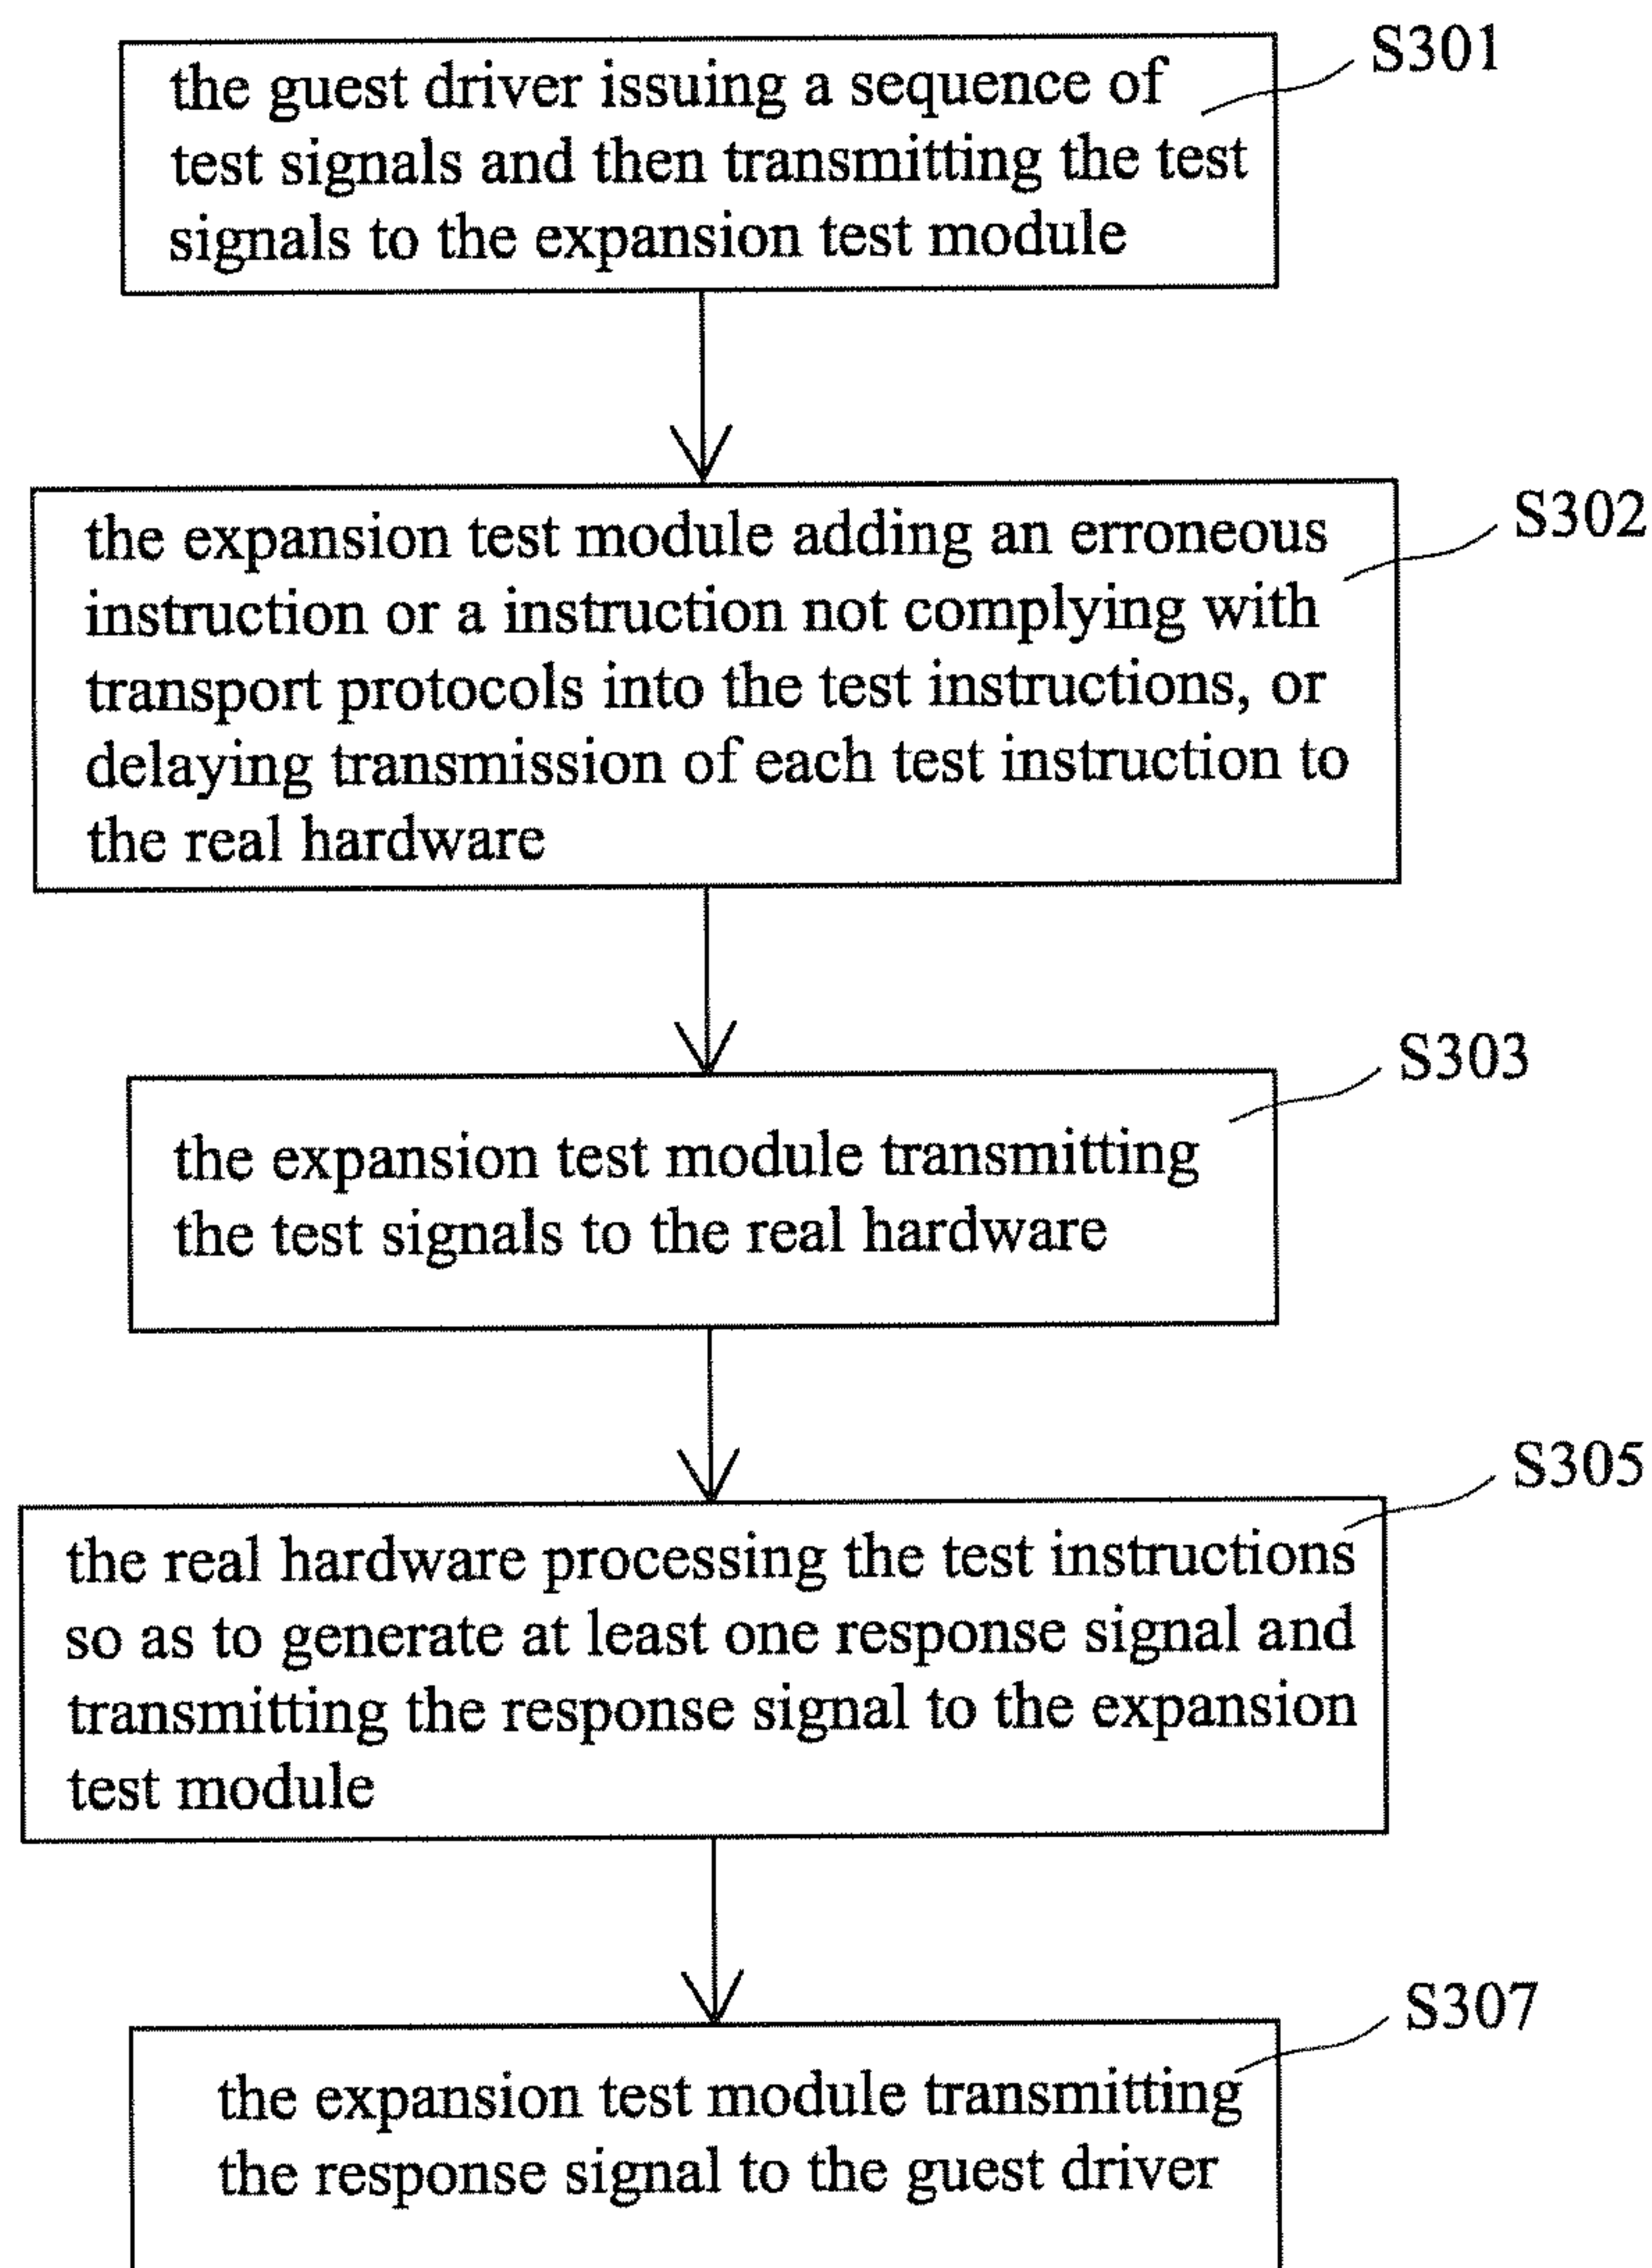 S301
the guest driver issuing a sequence of
test signals and then transmitting the test
signals to the expansion test module
S302
the expansion test module adding an erroneous
instruction or a instruction not complying with
transport protocols into the test instructions, or
delaying transmission of each test instruction to
the real hardware
S303
the expansion test module transmitting
the test signals to the real hardware
S305
the real hardware processing the test instructions
so as to generate at least one response signal and
transmitting the response signal to the expansion
test module
S307
the expansion test module transmitting
the response signal to the guest driver